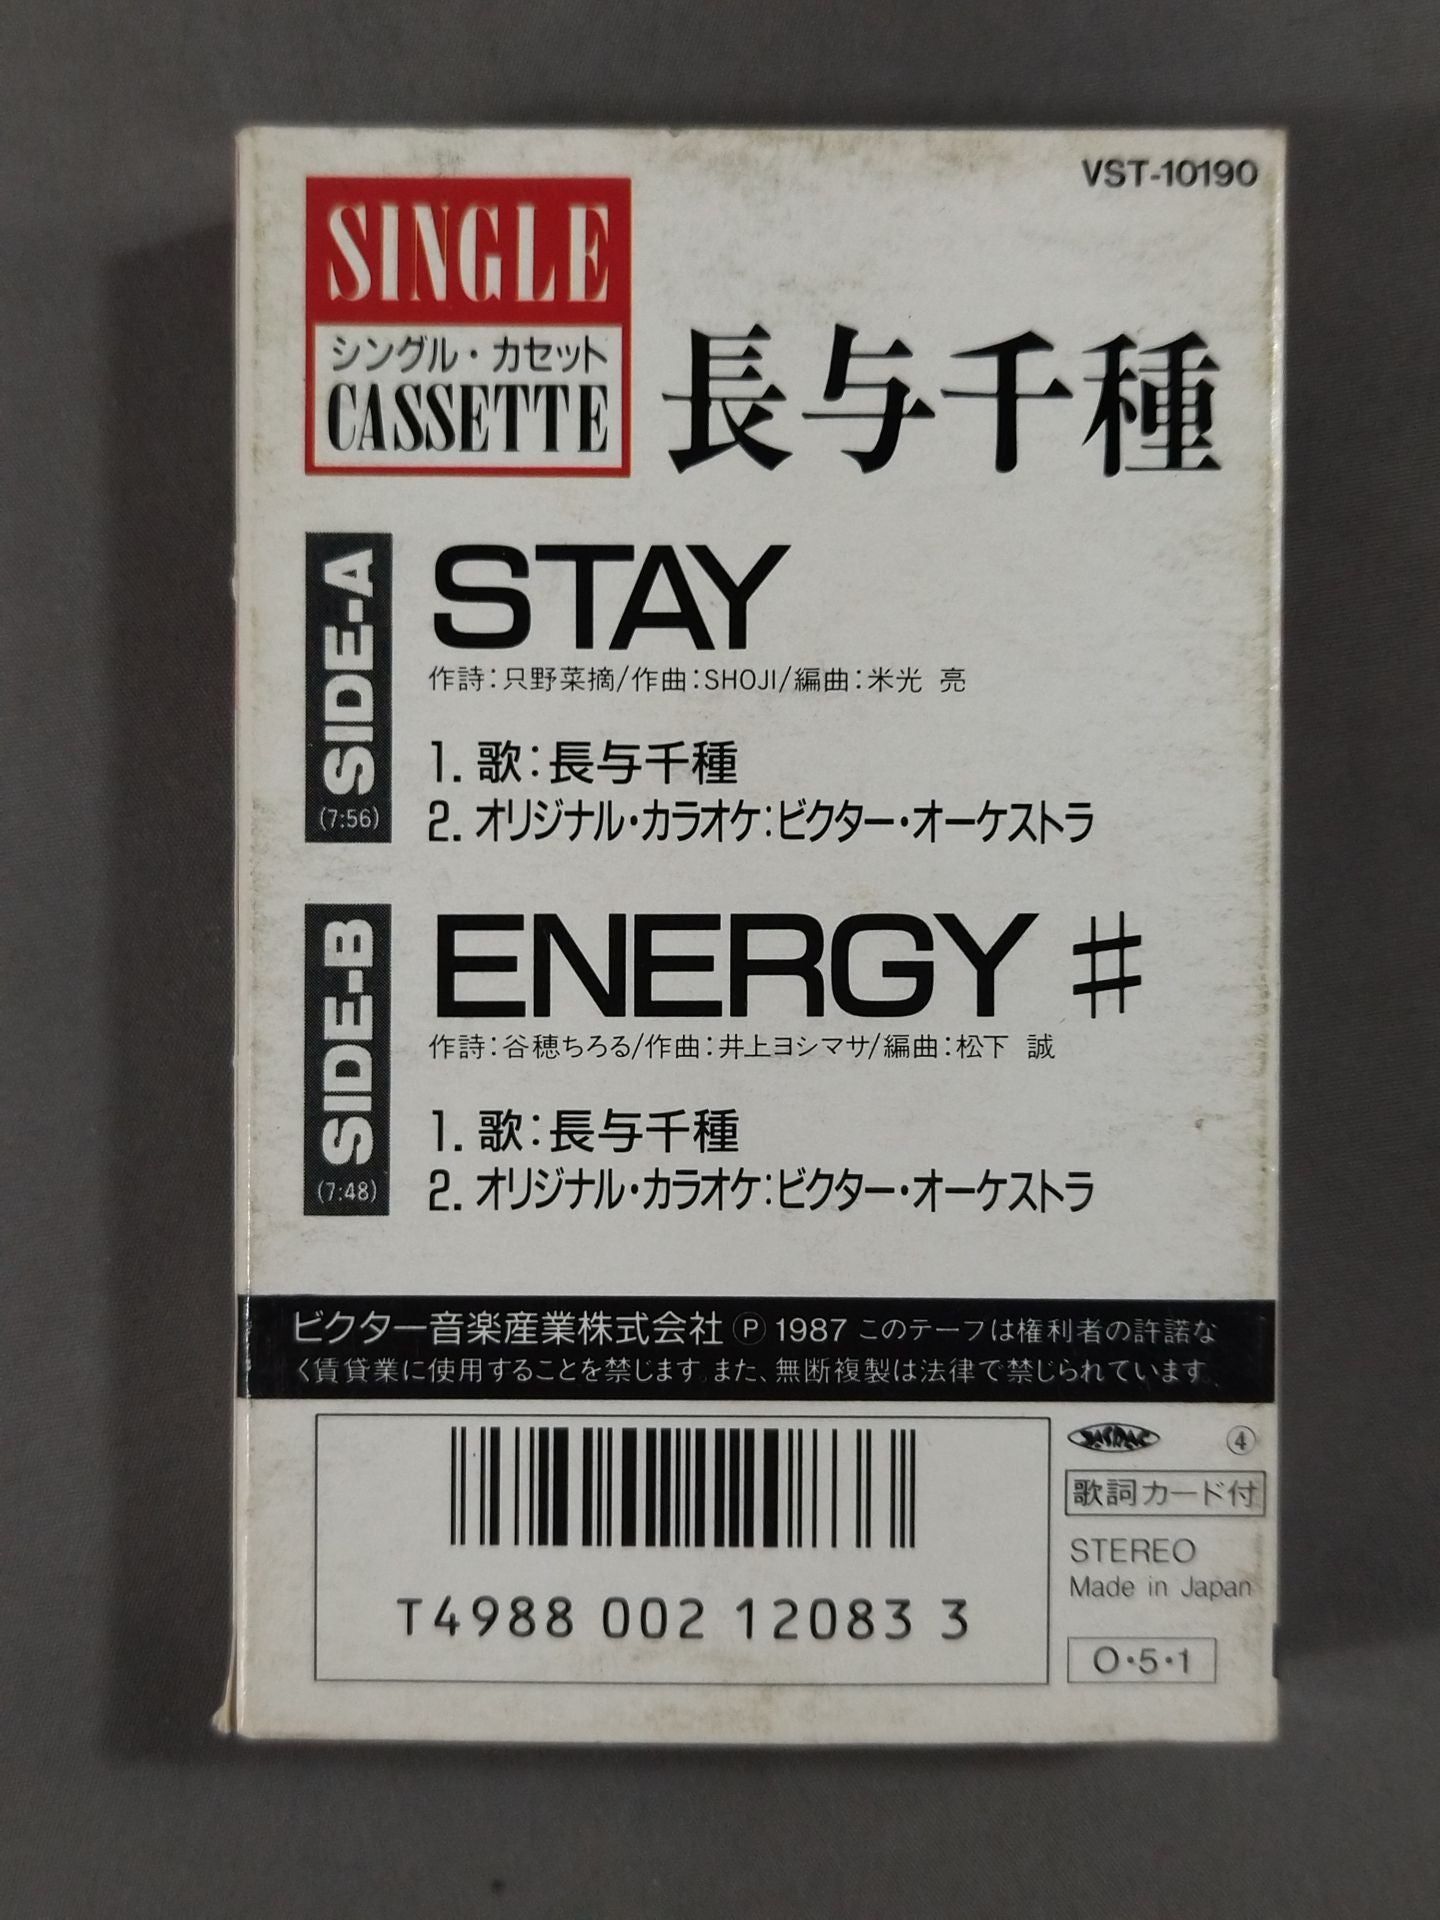 VST-10190
SINGLE
シングル・カセット
CASSETTE
長与千種
SIDE-A
(7:56)
STAY
作詩:只野菜摘/作曲:SHOJI/編曲:米光 亮
1. 歌:長与千種
2. オリジナル・カラオケ:ビクター・オーケストラ
SIDE-B
(7:48)
ENERGY ♯
作詩:谷穂ちろる/作曲:井上ヨシマサ/編曲:松下 誠
1. 歌:長与千種
2. オリジナル・カラオケ:ビクター・オーケストラ
ビクター音楽産業株式会社 Ⓟ 1987 このテープは権利者の許諾な
く賃貸業に使用することを禁じます。また、無断複製は法律で禁じられています。
T4988 002 12083 3
JASRAC
④
歌詞カード付
STEREO
Made in Japan
O・5・1